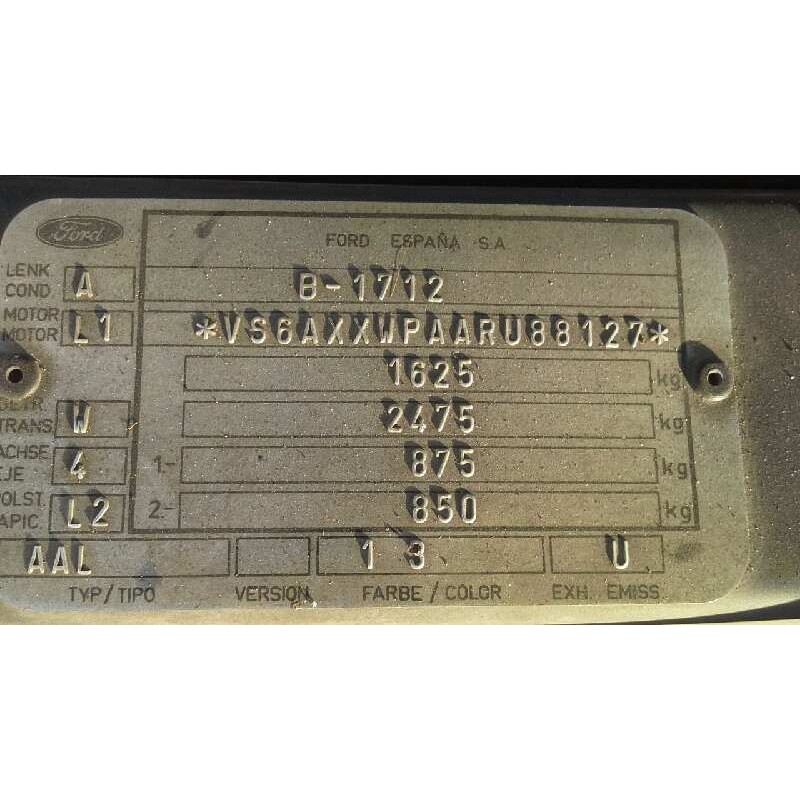 Ford
FORD ESPAÑA S.A
LENK
COND
A
B-1712
MOTOR
MOTOR
L1
*VS6AXXWPAARU88127*
1625 kg
TRANS.
W
2475 kg
ACHSE
EJE
4
1.- 875 kg
POLST.
TAPIC.
L2
2.- 850 kg
AAL
1 3
U
TYP/TIPO
VERSION
FARBE / COLOR
EXH. EMISS.